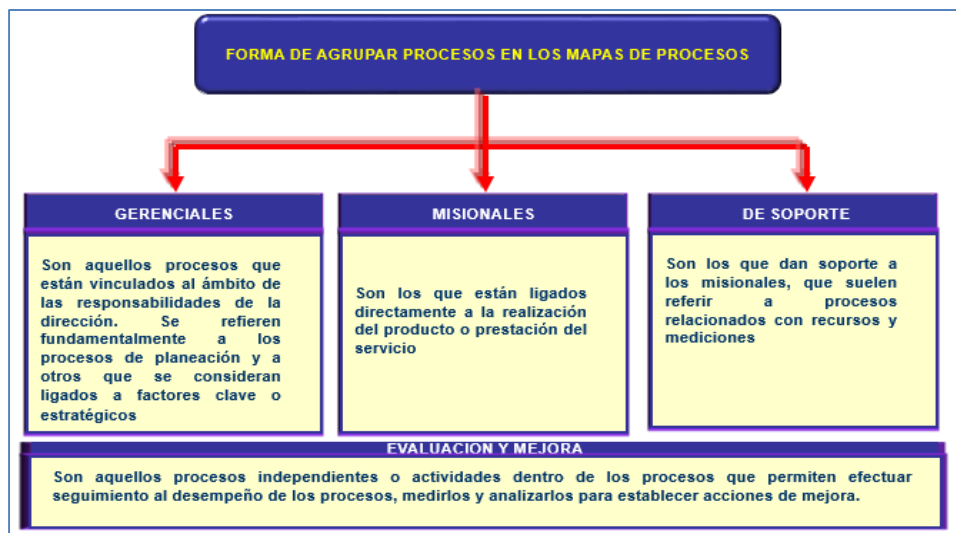 FORMA DE AGRUPAR PROCESOS EN LOS MAPAS DE PROCESOS
GERENCIALES
Son aquellos procesos que
están vinculados al ámbito de
las responsabilidades de la
dirección. Se refieren
fundamentalmente a los
procesos de planeación y a
otros que se consideran
ligados a factores clave o
estratégicos
MISIONALES
Son los que están ligados
directamente a la realización
del producto o prestación del
servicio
DE SOPORTE
Son los que dan soporte a
los misionales, que suelen
referir a procesos
relacionados con recursos y
mediciones
EVALUACION Y MEJORA
Son aquellos procesos independientes o actividades dentro de los procesos que permiten efectuar
seguimiento al desempeño de los procesos, medirlos y analizarlos para establecer acciones de mejora.